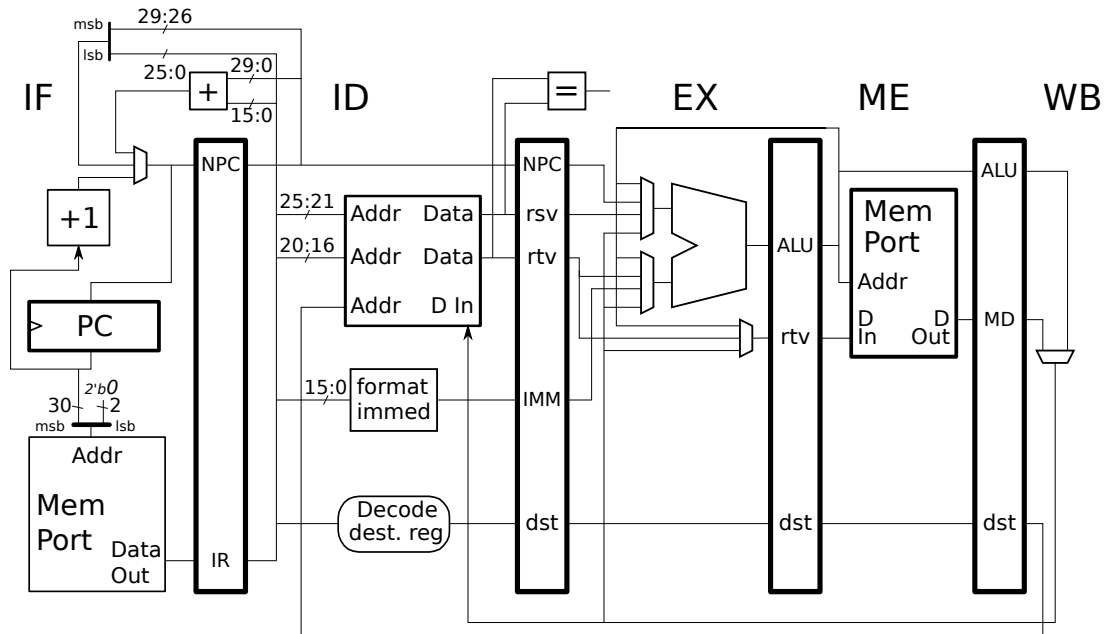 29:26
msb
lsb
25:0
29:0
15:0
+
=
IF
ID
EX
ME
WB
NPC
NPC
ALU
+1
25:21
Addr
Data
rsv
Mem
Port
20:16
Addr
Data
rtv
ALU
Addr
Addr
D In
PC
D
In
D
Out
MD
rtv
2'b0
30
2
msb
lsb
15:0
format
immed
IMM
Addr
Mem
Port
Data
Out
IR
Decode
dest. reg
dst
dst
dst